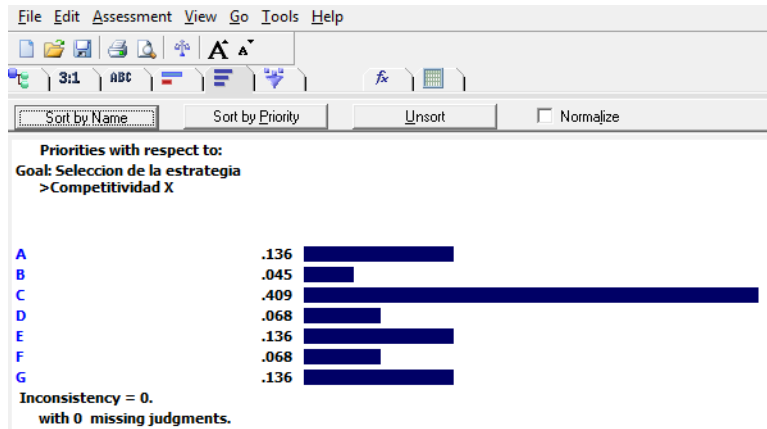 File Edit Assessment View Go Tools Help
A A
3:1 ABC fx
Sort by Name Sort by Priority Unsort Normalize
Priorities with respect to:
Goal: Seleccion de la estrategia
>Competitividad X
A .136
B .045
C .409
D .068
E .136
F .068
G .136
Inconsistency = 0.
with 0 missing judgments.